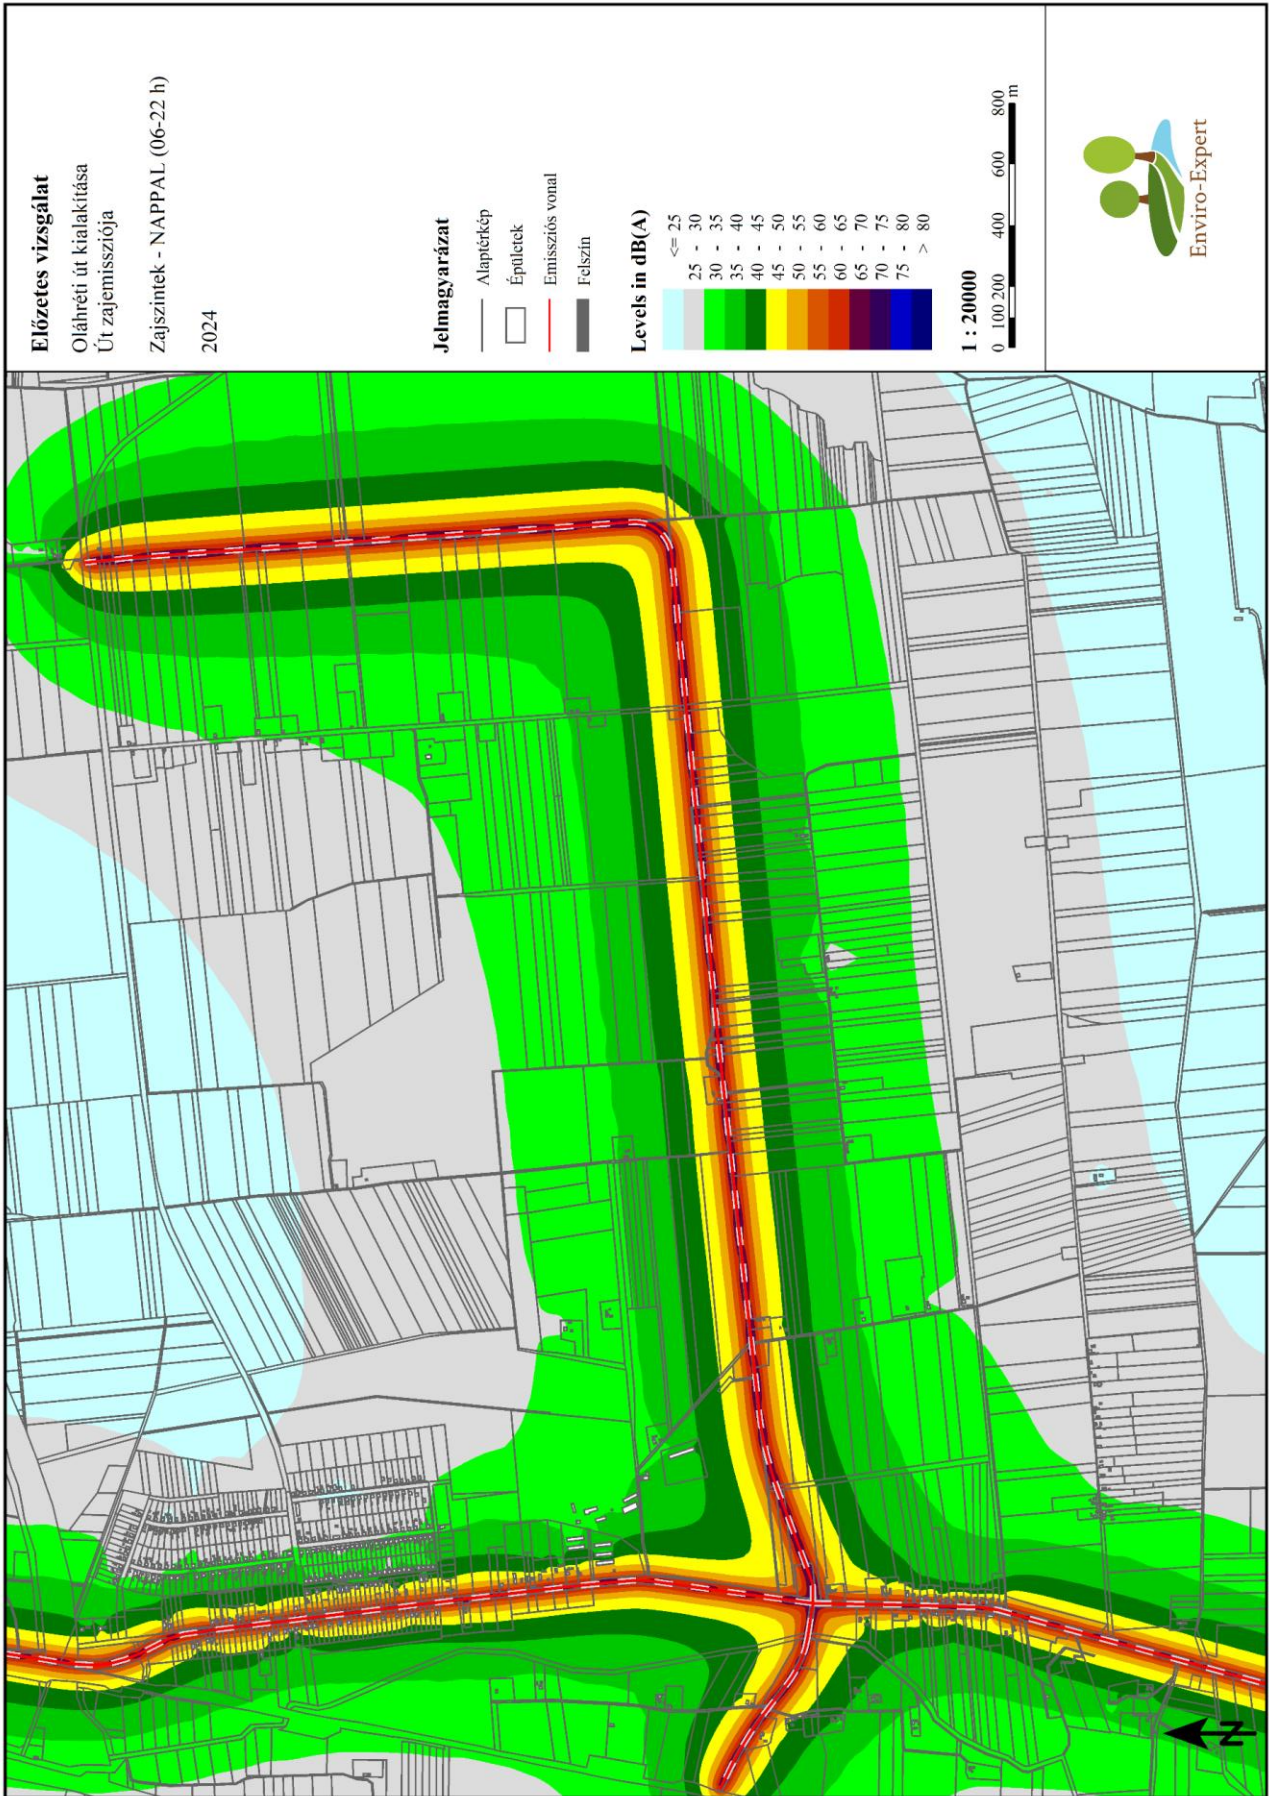 Előzetes vizsgálat
Oláhréti út kialakítása
Út zajemissziója
Zajszintek - NAPPAL (06-22 h)
2024
Jelmagyarázat
Alaptérkép
Épületek
Emissziós vonal
Felszín
Levels in dB(A)
<= 25
25 - 30
30 - 35
35 - 40
40 - 45
45 - 50
50 - 55
55 - 60
60 - 65
65 - 70
70 - 75
75 - 80
> 80
1 : 20000
0 100 200 400 600 800
m
Enviro-Expert
N